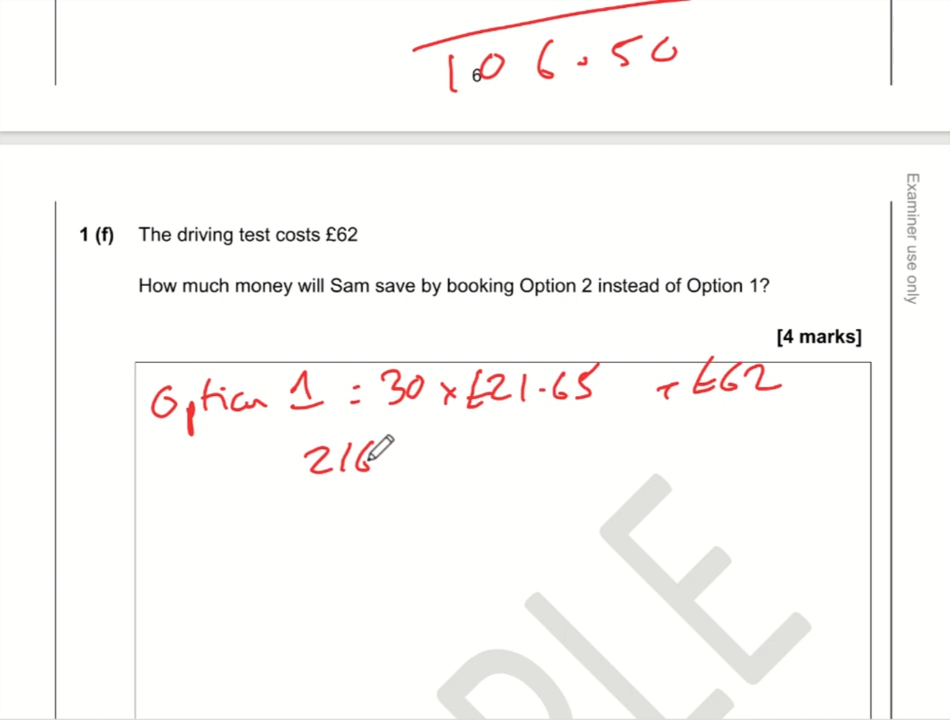 106.50
6
Examiner use only
1 (f) The driving test costs £62
How much money will Sam save by booking Option 2 instead of Option 1?
[4 marks]
Option 1 = 30 × £21.65 + £62
216
PLE